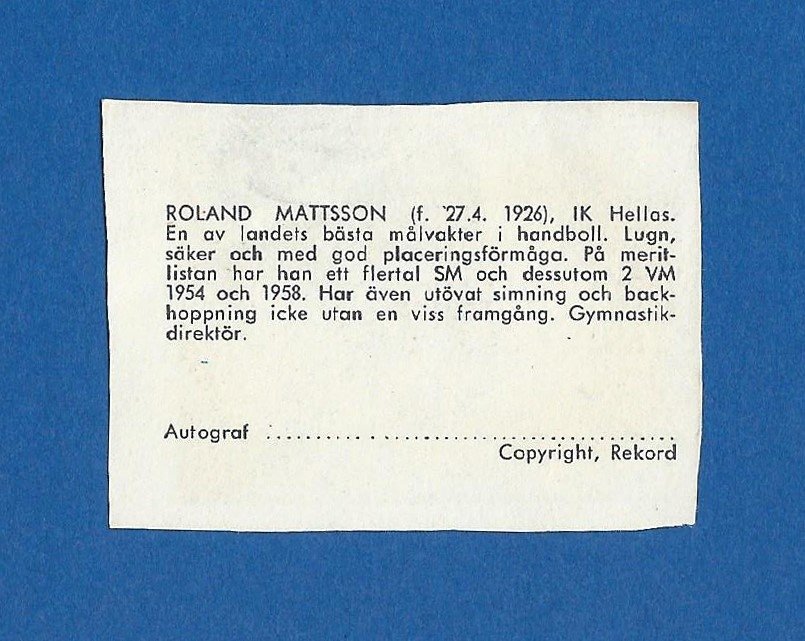 ROLAND MATTSSON (f. 27.4. 1926), IK Hellas.
En av landets bästa målvakter i handboll. Lugn,
säker och med god placeringsförmåga. På merit-
listan har han ett flertal SM och dessutom 2 VM
1954 och 1958. Har även utövat simning och back-
hoppning icke utan en viss framgång. Gymnastik-
direktör.
Autograf ..........................................
Copyright, Rekord